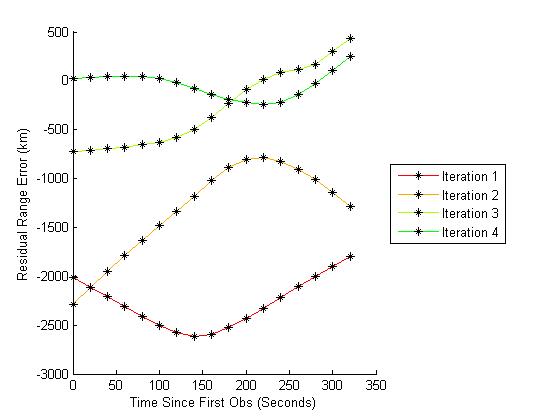 500
0
-500
-1000
-1500
-2000
-2500
-3000
Residual Range Error (km)
0 50 100 150 200 250 300 350
Time Since First Obs (Seconds)
Iteration 1
Iteration 2
Iteration 3
Iteration 4